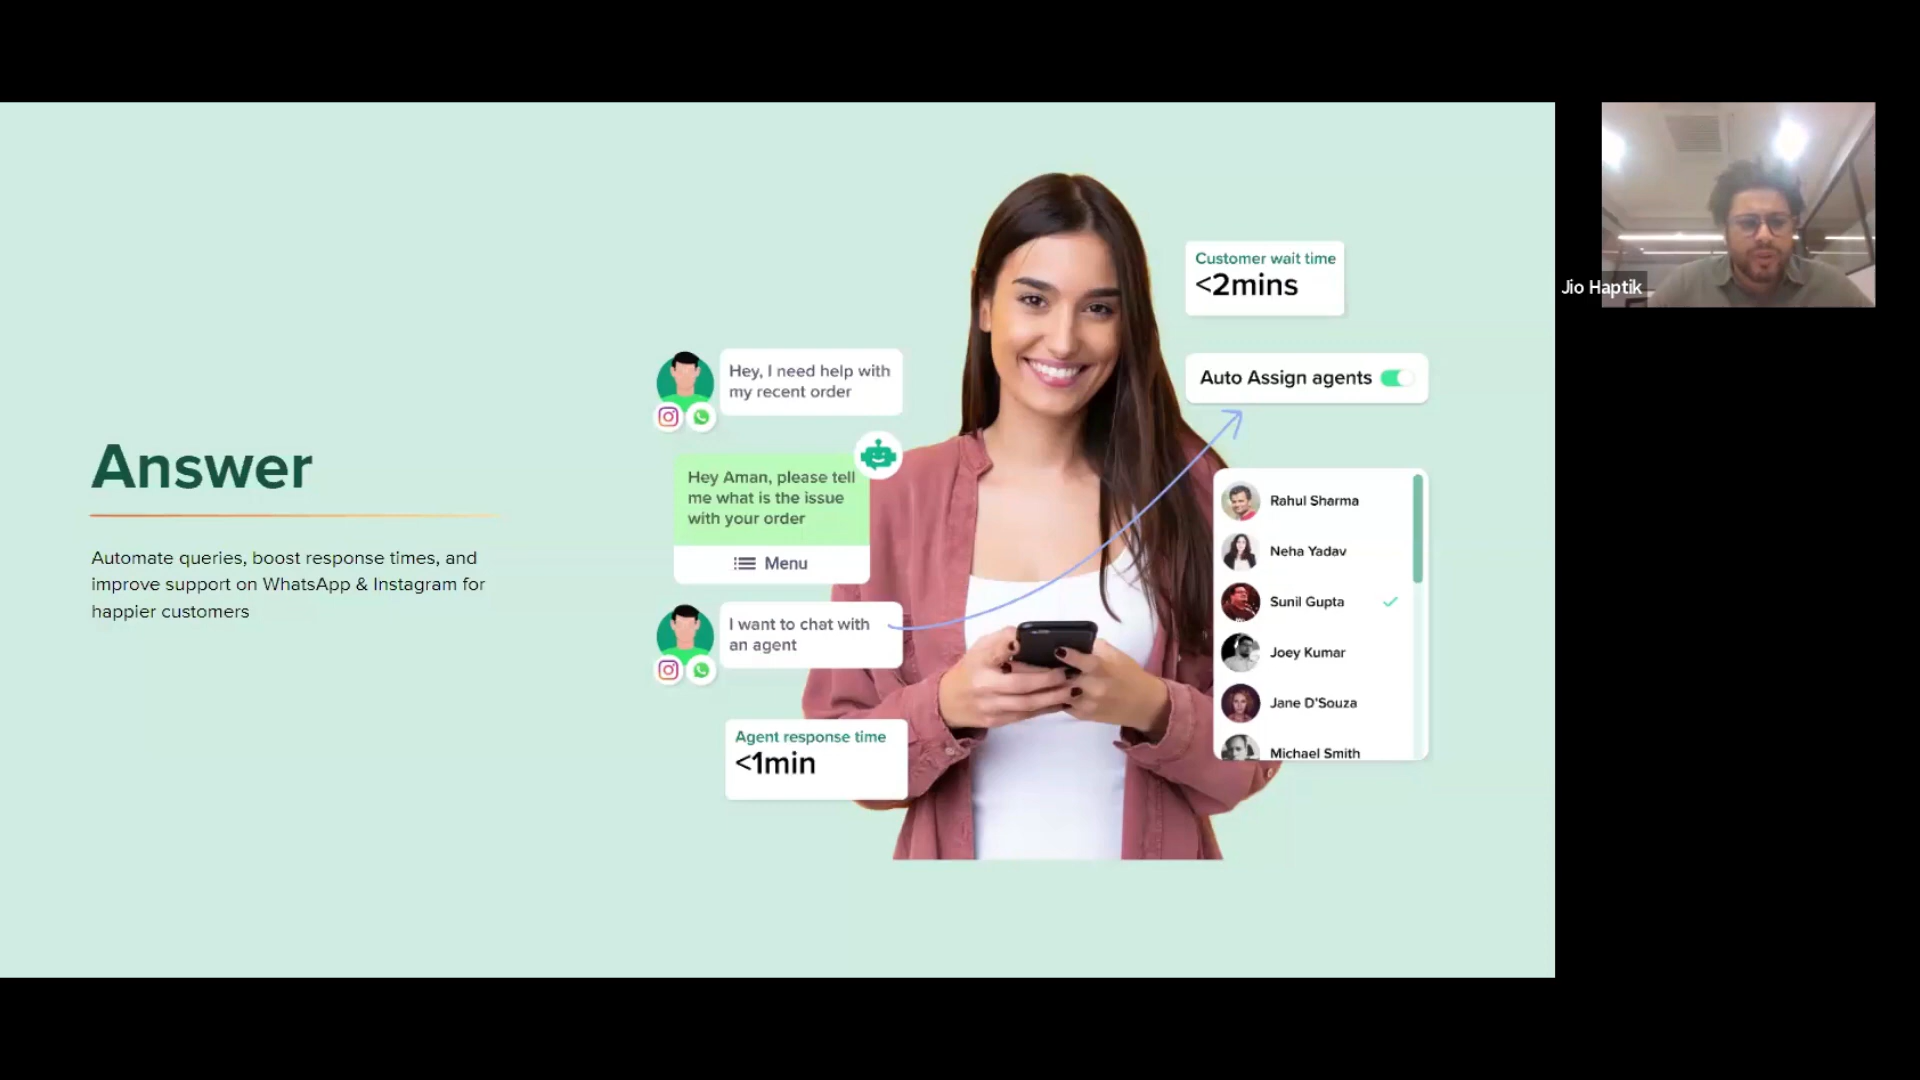 Answer
Automate queries, boost response times, and
improve support on WhatsApp & Instagram for
happier customers
Hey, I need help with
my recent order
Hey Aman, please tell
me what is the issue
with your order
Menu
I want to chat with
an agent
Agent response time
<1min
Customer wait time
<2mins
Auto Assign agents
Rahul Sharma
Neha Yadav
Sunil Gupta
Joey Kumar
Jane D'Souza
Michael Smith
Jio Haptik